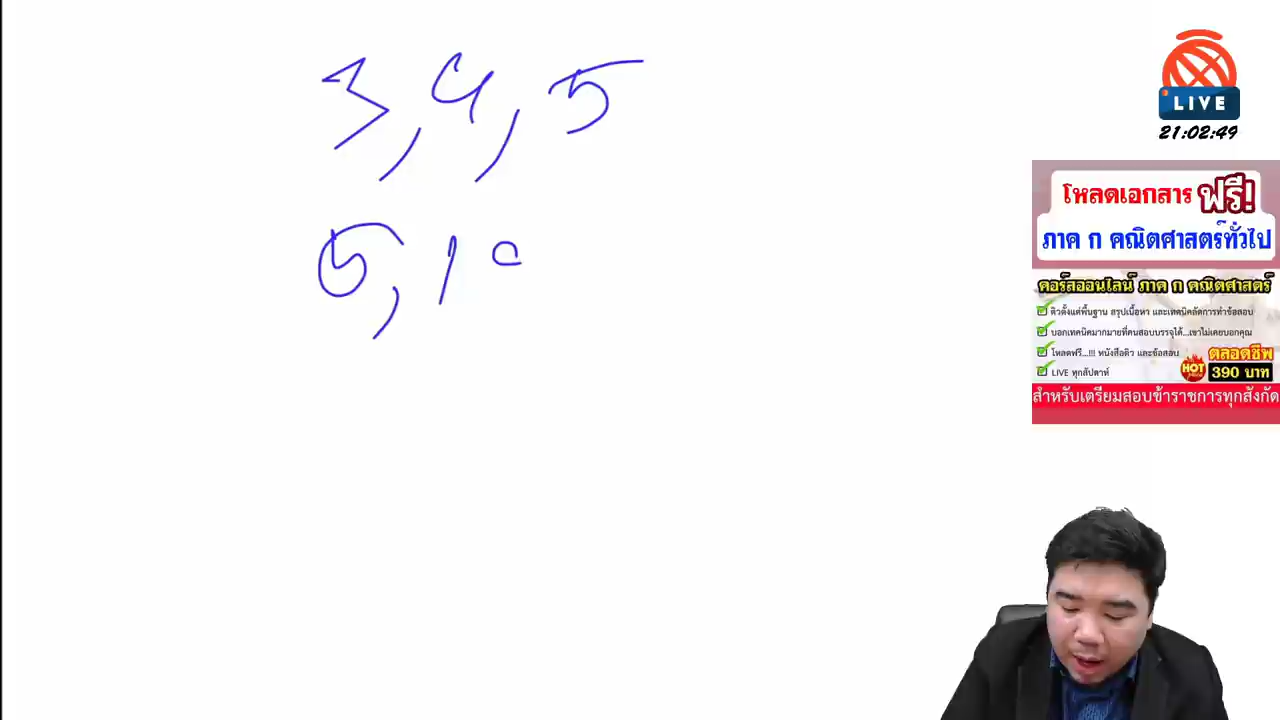 3, 4, 5
5, 1
LIVE
21:02:49
โหลดเอกสาร ฟรี!
ภาค ก คณิตศาสตร์ทั่วไป
คอร์สออนไลน์ ภาค ก คณิตศาสตร์
ติวตั้งแต่พื้นฐาน สรุปเนื้อหา และเทคนิคลัดการทำข้อสอบ
บอกเทคนิคมากมายที่คนสอบบรรจุได้...เขาไม่เคยบอกคุณ
โหลดฟรี...!!! หนังสือติว และข้อสอบ
LIVE ทุกสัปดาห์
HOT
ตลอดชีพ
390 บาท
สำหรับเตรียมสอบข้าราชการทุกสังกัด